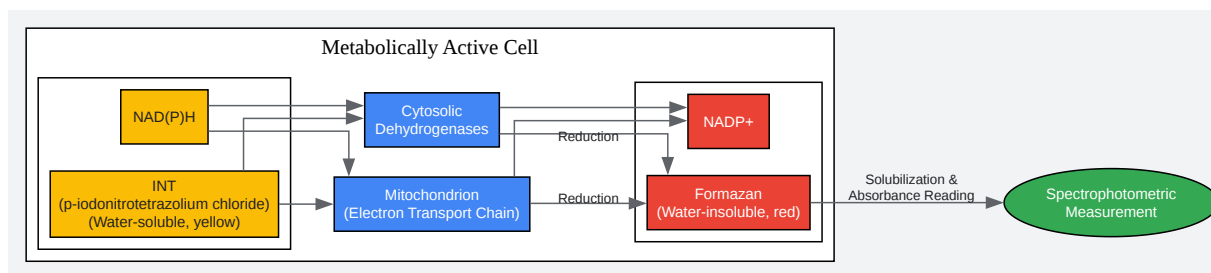 Metabolically Active Cell
NAD(P)H
Cytosolic
Dehydrogenases
NADP+
Reduction
INT
(p-iodonitrotetrazolium chloride)
(Water-soluble, yellow)
Mitochondrion
(Electron Transport Chain)
Reduction
Formazan
(Water-insoluble, red)
Solubilization &
Absorbance Reading
Spectrophotometric
Measurement